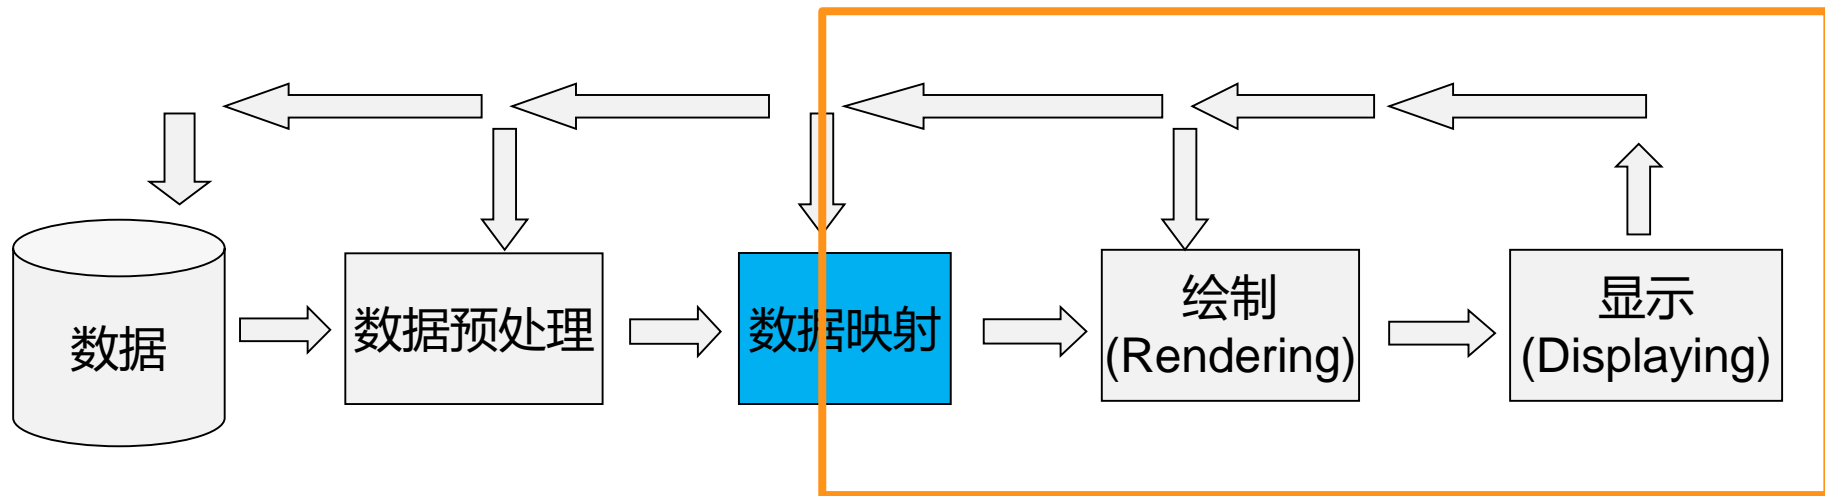 数据
数据预处理
数据映射
绘制
(Rendering)
显示
(Displaying)